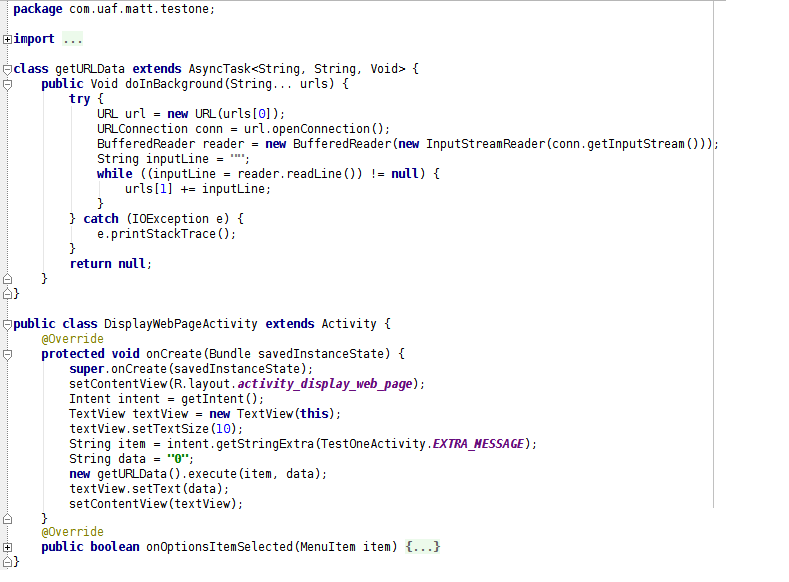 package com.uaf.matt.testone;
import ...
class getURLData extends AsyncTask<String, String, Void> {
    public Void doInBackground(String... urls) {
        try {
            URL url = new URL(urls[0]);
            URLConnection conn = url.openConnection();
            BufferedReader reader = new BufferedReader(new InputStreamReader(conn.getInputStream()));
            String inputLine = "";
            while ((inputLine = reader.readLine()) != null) {
                urls[1] += inputLine;
            }
        } catch (IOException e) {
            e.printStackTrace();
        }
        return null;
    }
}
public class DisplayWebPageActivity extends Activity {
    @Override
    protected void onCreate(Bundle savedInstanceState) {
        super.onCreate(savedInstanceState);
        setContentView(R.layout.activity_display_web_page);
        Intent intent = getIntent();
        TextView textView = new TextView(this);
        textView.setTextSize(10);
        String item = intent.getStringExtra(TestOneActivity.EXTRA_MESSAGE);
        String data = "0";
        new getURLData().execute(item, data);
        textView.setText(data);
        setContentView(textView);
    }
    @Override
    public boolean onOptionsItemSelected(MenuItem item) {...}
}